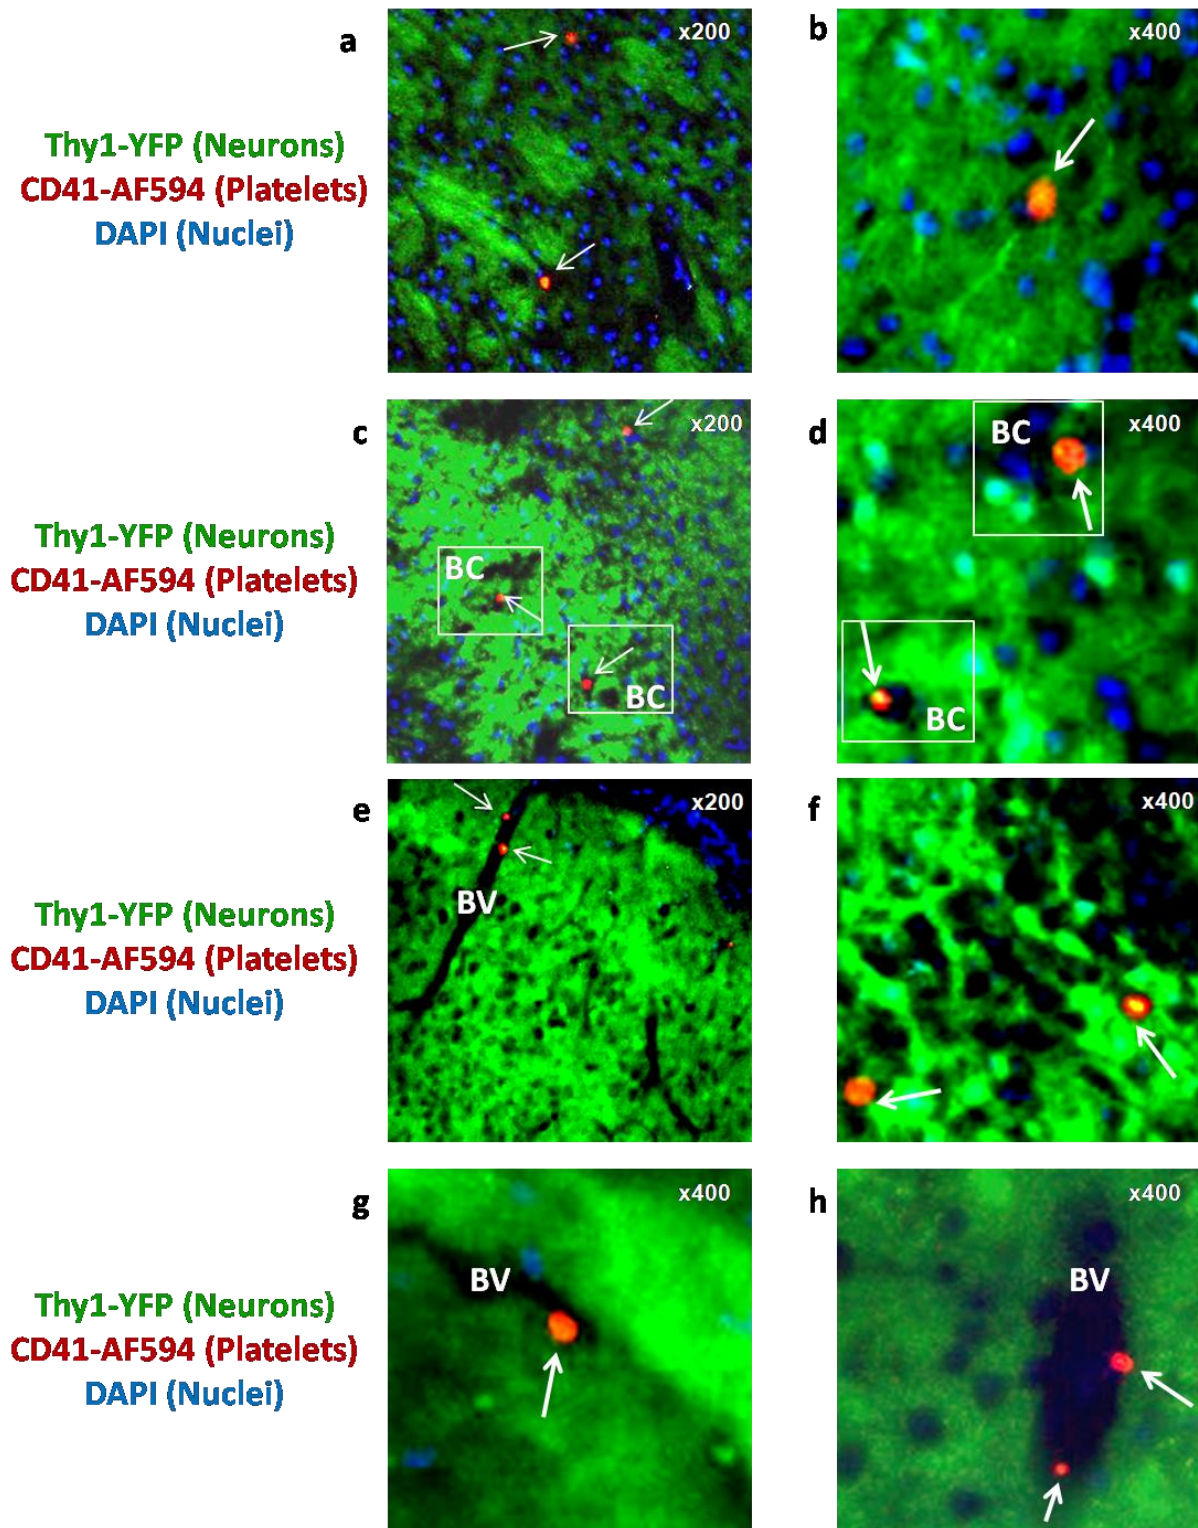 a
x200
b
x400
Thy1-YFP (Neurons)
CD41-AF594 (Platelets)
DAPI (Nuclei)
c
x200
BC
BC
d
x400
BC
BC
Thy1-YFP (Neurons)
CD41-AF594 (Platelets)
DAPI (Nuclei)
e
x200
BV
f
x400
Thy1-YFP (Neurons)
CD41-AF594 (Platelets)
DAPI (Nuclei)
g
x400
BV
h
x400
BV
Thy1-YFP (Neurons)
CD41-AF594 (Platelets)
DAPI (Nuclei)